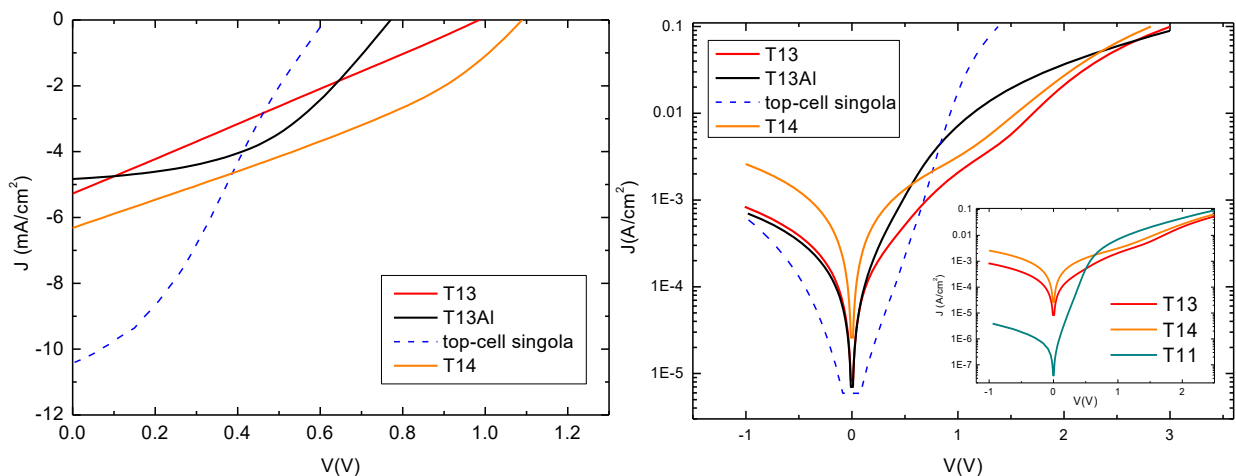 0
-2
-4
-6
-8
-10
-12
J (mA/cm²)
0.0 0.2 0.4 0.6 0.8 1.0 1.2
V(V)
T13
T13Al
top-cell singola
T14
0.1
0.01
1E-3
1E-4
1E-5
J(A/cm²)
-1 0 1 2 3
V(V)
T13
T13Al
top-cell singola
T14
0.1
0.01
1E-3
1E-4
1E-5
1E-6
1E-7
J (A/cm²)
-1 0 1 2
V(V)
T13
T14
T11